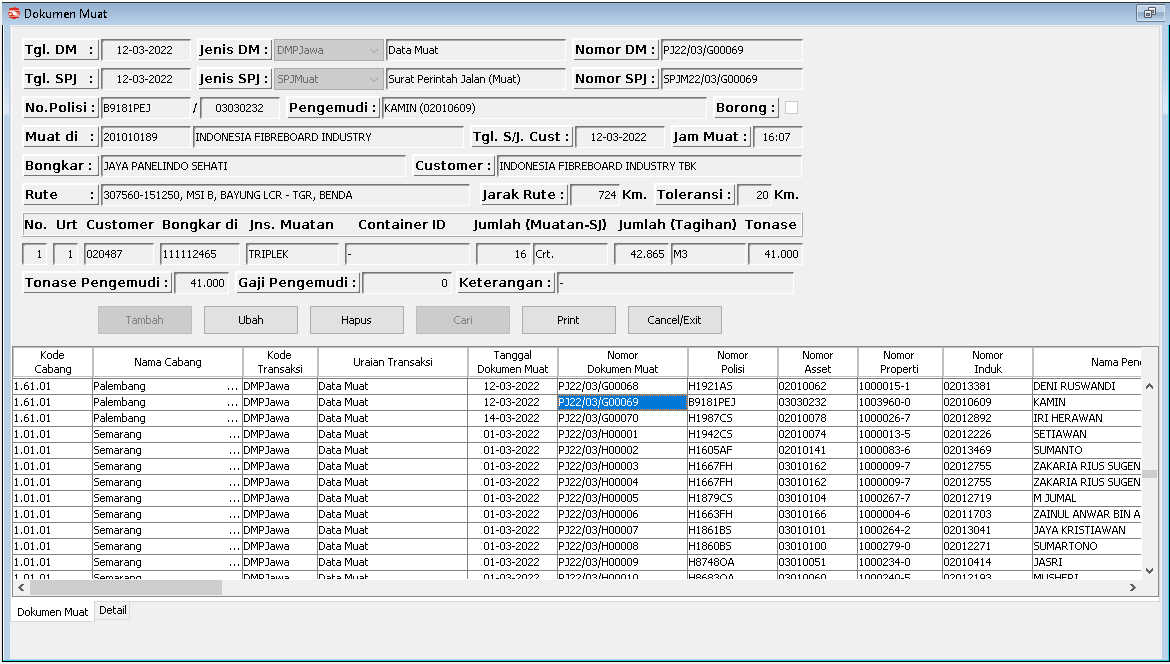 Dokumen Muat
Tgl. DM : 12-03-2022 Jenis DM : DMPJawa Data Muat Nomor DM : PJ22/03/G00069
Tgl. SPJ : 12-03-2022 Jenis SPJ : SPJMuat Surat Perintah Jalan (Muat) Nomor SPJ : SPJM22/03/G00069
No.Polisi : B9181PEJ / 03030232 Pengemudi : KAMIN (02010609) Borong :
Muat di : 201010189 INDONESIA FIBREBOARD INDUSTRY Tgl. S/J. Cust : 12-03-2022 Jam Muat : 16:07
Bongkar : JAYA PANELINDO SEHATI Customer : INDONESIA FIBREBOARD INDUSTRY TBK
Rute : 307560-151250, MSI B, BAYUNG LCR - TGR, BENDA Jarak Rute : 724 Km. Toleransi : 20 Km.
No. Urt Customer Bongkar di Jns. Muatan Container ID Jumlah (Muatan-SJ) Jumlah (Tagihan) Tonase
1 1 020487 111112465 TRIPLEK - 16 Crt. 42.865 M3 41.000
Tonase Pengemudi : 41.000 Gaji Pengemudi : 0 Keterangan : -
Tambah Ubah Hapus Cari Print Cancel/Exit
Kode Cabang Nama Cabang Kode Transaksi Uraian Transaksi Tanggal Dokumen Muat Nomor Dokumen Muat Nomor Polisi Nomor Asset Nomor Properti Nomor Induk Nama Pen
1.61.01 Palembang ... DMPJawa Data Muat 12-03-2022 PJ22/03/G00068 H1921AS 02010062 1000015-1 02013381 DENI RUSWANDI
1.61.01 Palembang ... DMPJawa Data Muat 12-03-2022 PJ22/03/G00069 B9181PEJ 03030232 1003960-0 02010609 KAMIN
1.61.01 Palembang ... DMPJawa Data Muat 14-03-2022 PJ22/03/G00070 H1987CS 02010078 1000026-7 02012892 IRI HERAWAN
1.01.01 Semarang ... DMPJawa Data Muat 01-03-2022 PJ22/03/H00001 H1942CS 02010074 1000013-5 02012226 SETIAWAN
1.01.01 Semarang ... DMPJawa Data Muat 01-03-2022 PJ22/03/H00002 H1605AF 02010141 1000083-6 02013469 SUMANTO
1.01.01 Semarang ... DMPJawa Data Muat 01-03-2022 PJ22/03/H00003 H1667FH 03010162 1000009-7 02012755 ZAKARIA RIUS SUGEN
1.01.01 Semarang ... DMPJawa Data Muat 01-03-2022 PJ22/03/H00004 H1667FH 03010162 1000009-7 02012755 ZAKARIA RIUS SUGEN
1.01.01 Semarang ... DMPJawa Data Muat 01-03-2022 PJ22/03/H00005 H1879CS 03010104 1000267-7 02012719 M JUMAL
1.01.01 Semarang ... DMPJawa Data Muat 01-03-2022 PJ22/03/H00006 H1663FH 03010166 1000004-6 02011703 ZAINUL ANWAR BIN A
1.01.01 Semarang ... DMPJawa Data Muat 01-03-2022 PJ22/03/H00007 H1861BS 03010101 1000264-2 02013041 JAYA KRISTIAWAN
1.01.01 Semarang ... DMPJawa Data Muat 01-03-2022 PJ22/03/H00008 H1860BS 03010100 1000279-0 02012271 SUMARTONO
1.01.01 Semarang ... DMPJawa Data Muat 01-03-2022 PJ22/03/H00009 H8748OA 03010051 1000234-0 02010414 JASRI
1.01.01 Semarang ... DMPJawa Data Muat 01-03-2022 PJ22/03/H00010 H8683OA 03010060 1000240-5 02012193 MUSHERI
Dokumen Muat Detail